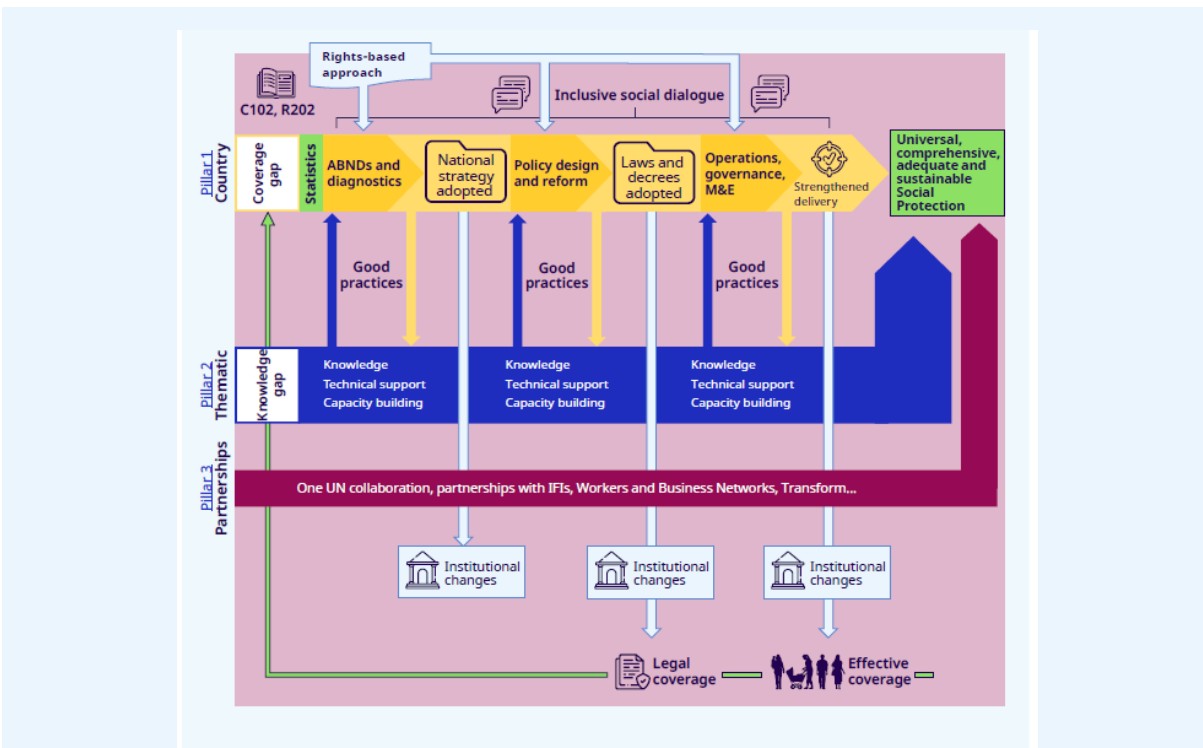 Rights-based
approach
C102, R202
Inclusive social dialogue
Pillar 1
Country
Coverage
gap
Statistics
ABNDs and
diagnostics
National
strategy
adopted
Policy design
and reform
Laws and
decrees
adopted
Operations,
governance,
M&E
Strengthened
delivery
Universal,
comprehensive,
adequate and
sustainable
Social
Protection
Good
practices
Good
practices
Good
practices
Pillar 2
Thematic
Knowledge
gap
Knowledge
Technical support
Capacity building
Knowledge
Technical support
Capacity building
Knowledge
Technical support
Capacity building
Pillar 3
Partnerships
One UN collaboration, partnerships with IFIs, Workers and Business Networks, Transform...
Institutional
changes
Institutional
changes
Institutional
changes
Legal
coverage
Effective
coverage